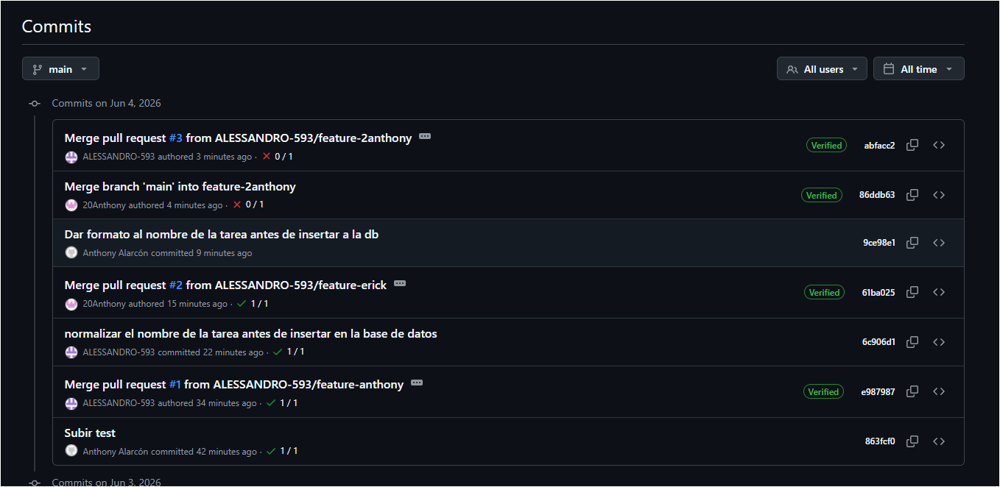 Commits
main
All users
All time
Commits on Jun 4, 2026
Merge pull request #3 from ALESSANDRO-593/feature-2anthony
ALESSANDRO-593 authored 3 minutes ago · 0 / 1
Verified
abfacc2
Merge branch 'main' into feature-2anthony
20Anthony authored 4 minutes ago · 0 / 1
Verified
86ddb63
Dar formato al nombre de la tarea antes de insertar a la db
Anthony Alarcón committed 9 minutes ago
9ce98e1
Merge pull request #2 from ALESSANDRO-593/feature-erick
20Anthony authored 15 minutes ago · 1 / 1
Verified
61ba025
normalizar el nombre de la tarea antes de insertar en la base de datos
ALESSANDRO-593 committed 22 minutes ago · 1 / 1
6c906d1
Merge pull request #1 from ALESSANDRO-593/feature-anthony
ALESSANDRO-593 authored 34 minutes ago · 1 / 1
Verified
e987987
Subir test
Anthony Alarcón committed 42 minutes ago · 1 / 1
863fcf0
Commits on Jun 3, 2026